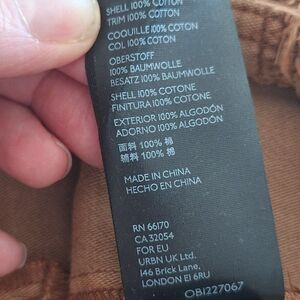 SHELL 100% COTTON
TRIM 100% COTTON
COQUILLE 100% COTON
COL 100% COTON
OBERSTOFF
100% BAUMWOLLE
BESATZ 100% BAUMWOLLE
SHELL 100% COTONE
FINITURA 100% COTONE
EXTERIOR 100% ALGODÓN
ADORNO 100% ALGODÓN
面料 100% 棉
辅料 100% 棉
MADE IN CHINA
HECHO EN CHINA
RN 66170
CA 32054
FOR EU
URBN UK Ltd.
146 Brick Lane,
LONDON E1 6RU
OB1227067